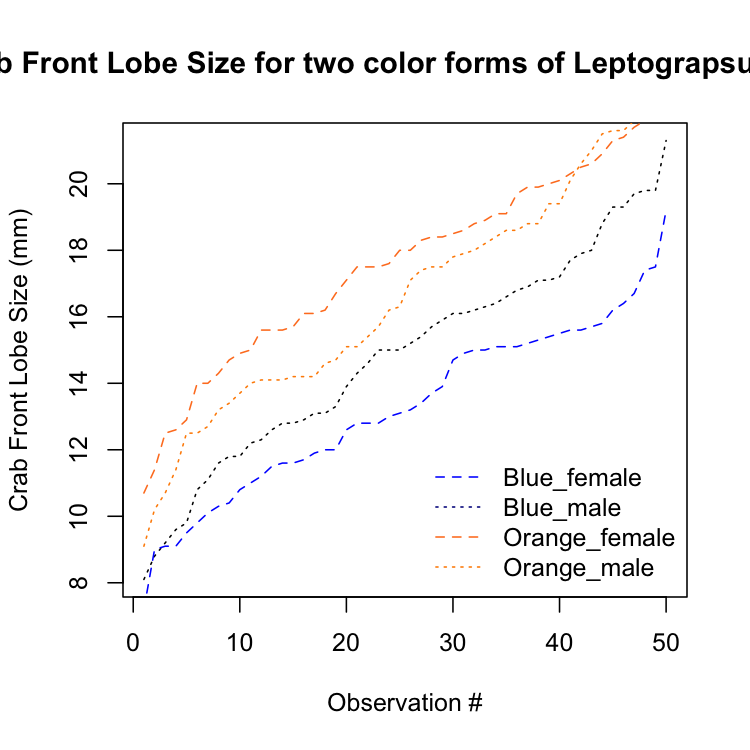 b Front Lobe Size for two color forms of Leptograpsu
Crab Front Lobe Size (mm)
20
18
16
14
12
10
8
Blue_female
Blue_male
Orange_female
Orange_male
0 10 20 30 40 50
Observation #